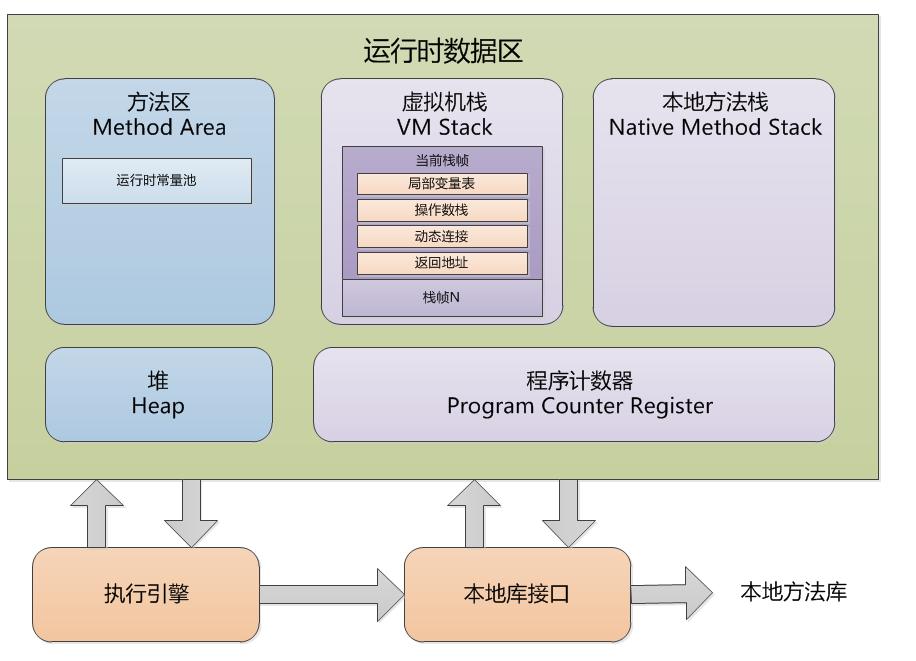 运行时数据区
方法区
Method Area
运行时常量池
虚拟机栈
VM Stack
当前栈帧
局部变量表
操作数栈
动态连接
返回地址
栈帧N
本地方法栈
Native Method Stack
堆
Heap
程序计数器
Program Counter Register
执行引擎
本地库接口
本地方法库